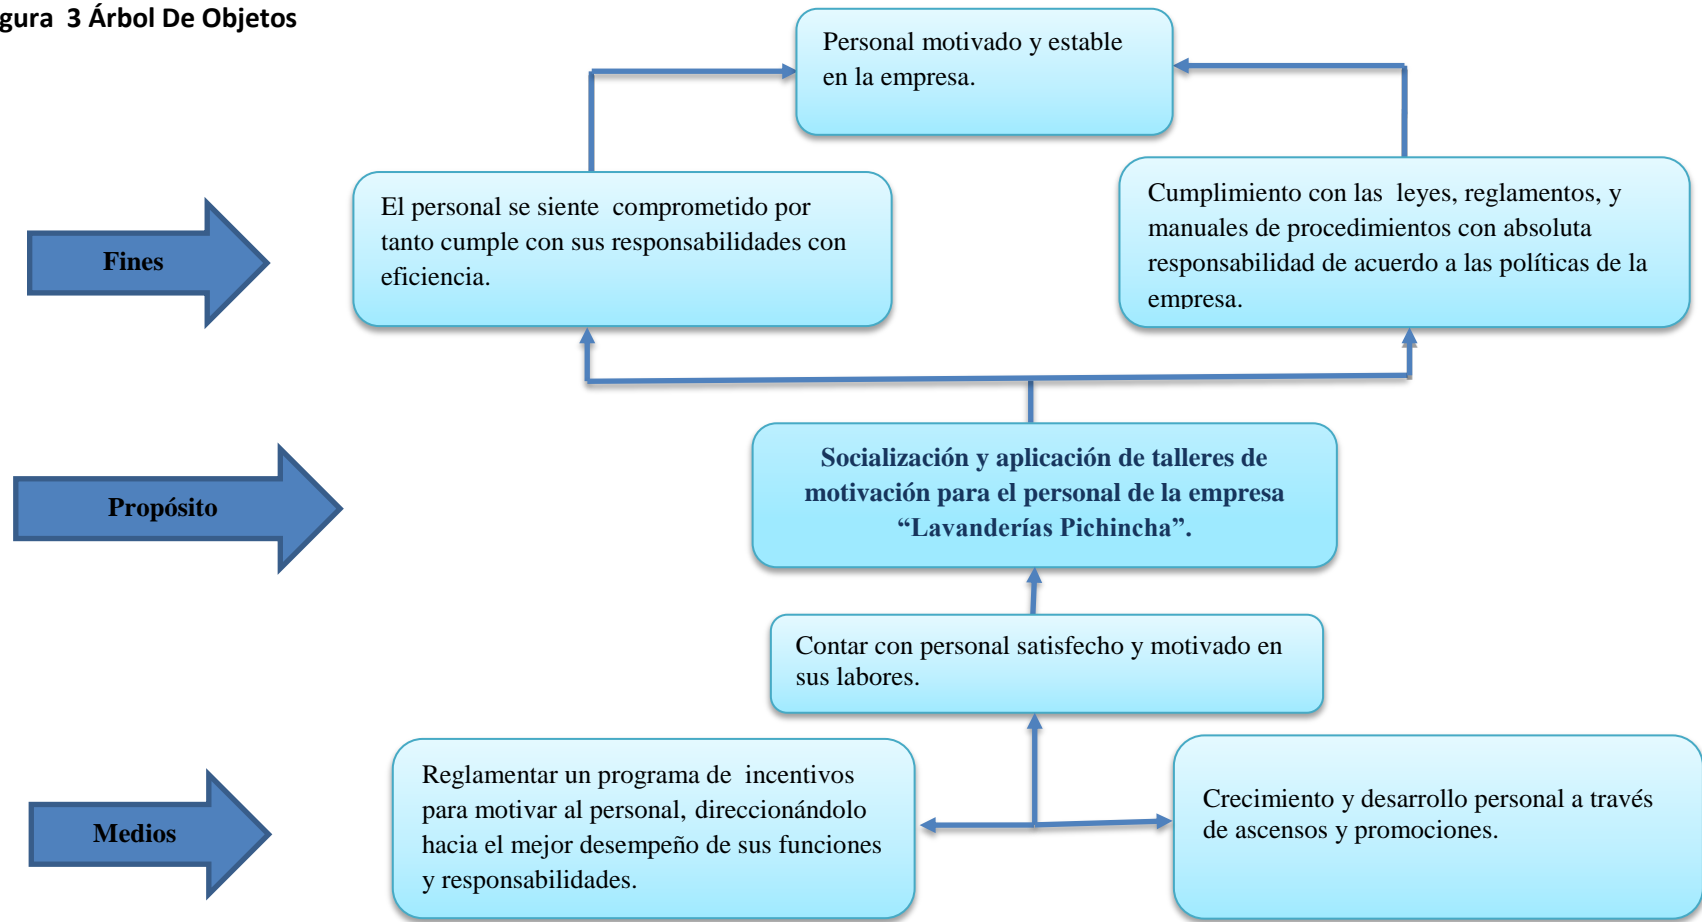 gura 3 Árbol De Objetos
Personal motivado y estable
en la empresa.
Fines
El personal se siente comprometido por
tanto cumple con sus responsabilidades con
eficiencia.
Cumplimiento con las leyes, reglamentos, y
manuales de procedimientos con absoluta
responsabilidad de acuerdo a las políticas de la
empresa.
Propósito
Socialización y aplicación de talleres de
motivación para el personal de la empresa
“Lavanderías Pichincha”.
Contar con personal satisfecho y motivado en
sus labores.
Medios
Reglamentar un programa de incentivos
para motivar al personal, direccionándolo
hacia el mejor desempeño de sus funciones
y responsabilidades.
Crecimiento y desarrollo personal a través
de ascensos y promociones.